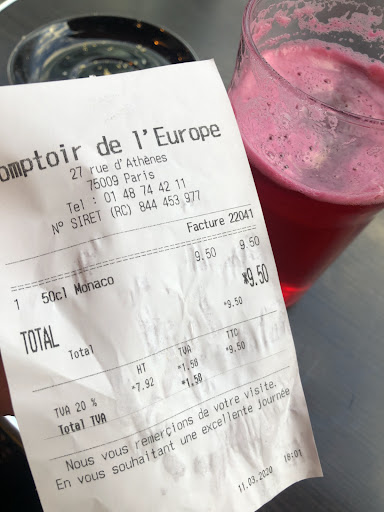 omptoir de l'Europe
27 rue d'Athènes
75009 Paris
Tel : 01 48 74 42 11
N° SIRET (RC) 844 453 977
Facture 22041
1 50cl Monaco 9.50 9.50
TOTAL *9.50
Total *9.50
HT TVA TTC
TVA 20 % *7.92 *1.58 *9.50
Total TVA *1.58
Nous vous remerçions de votre visite.
En vous souhaitant une excellente journée
11.03.2020 16:01